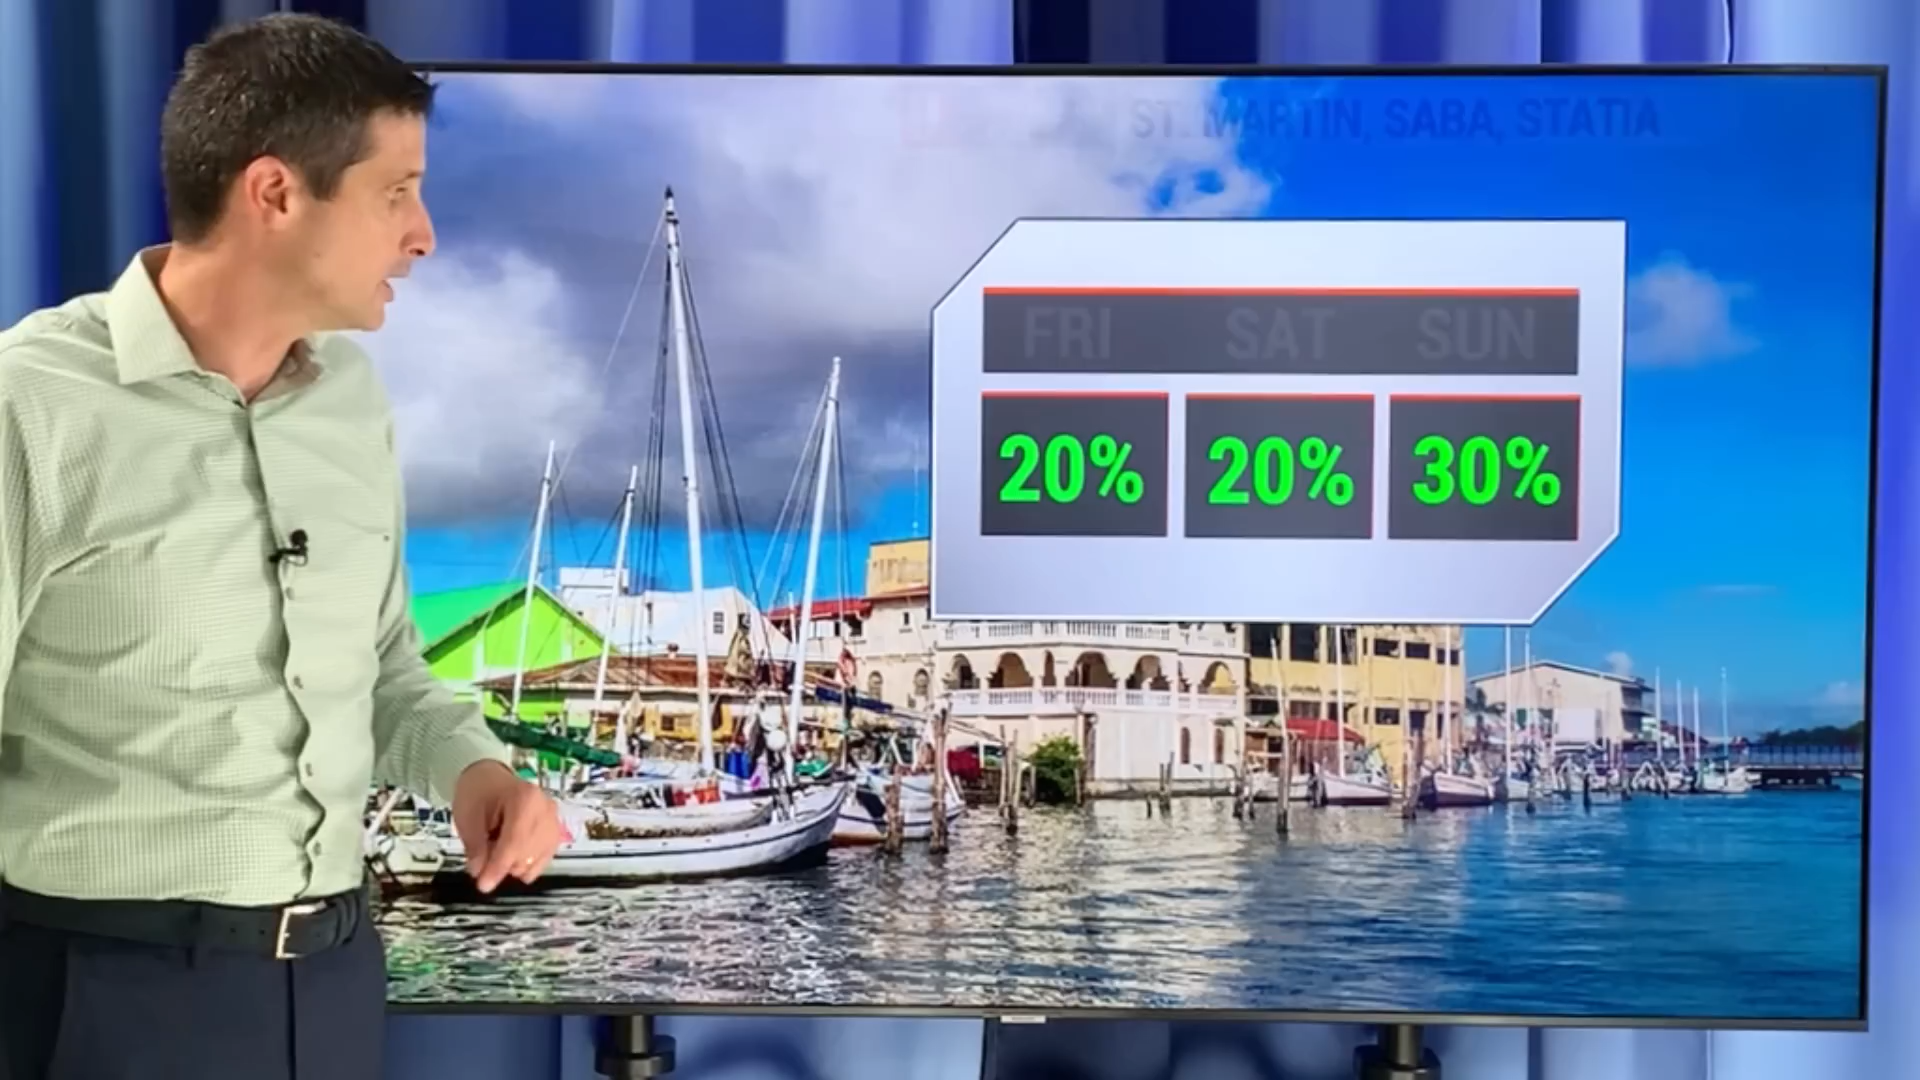 ST. MARTIN, SABA, STATIA
FRI SAT SUN
20% 20% 30%